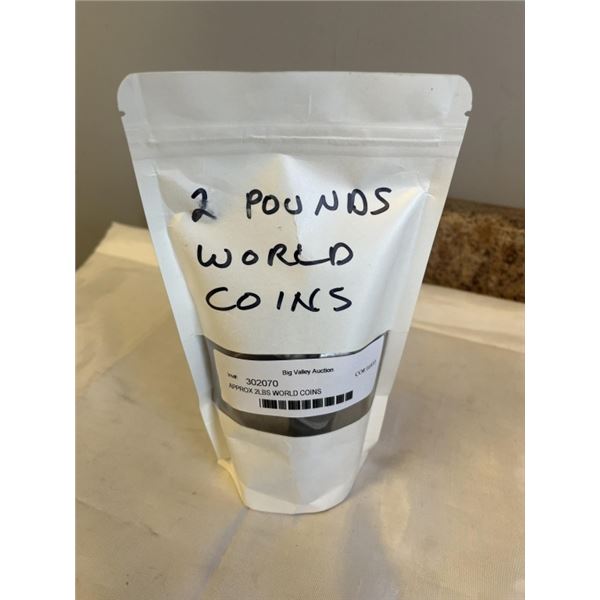 2 POUNDS
WORLD
COINS
Big Valley Auction
302070
APPROX 2LBS WORLD COINS